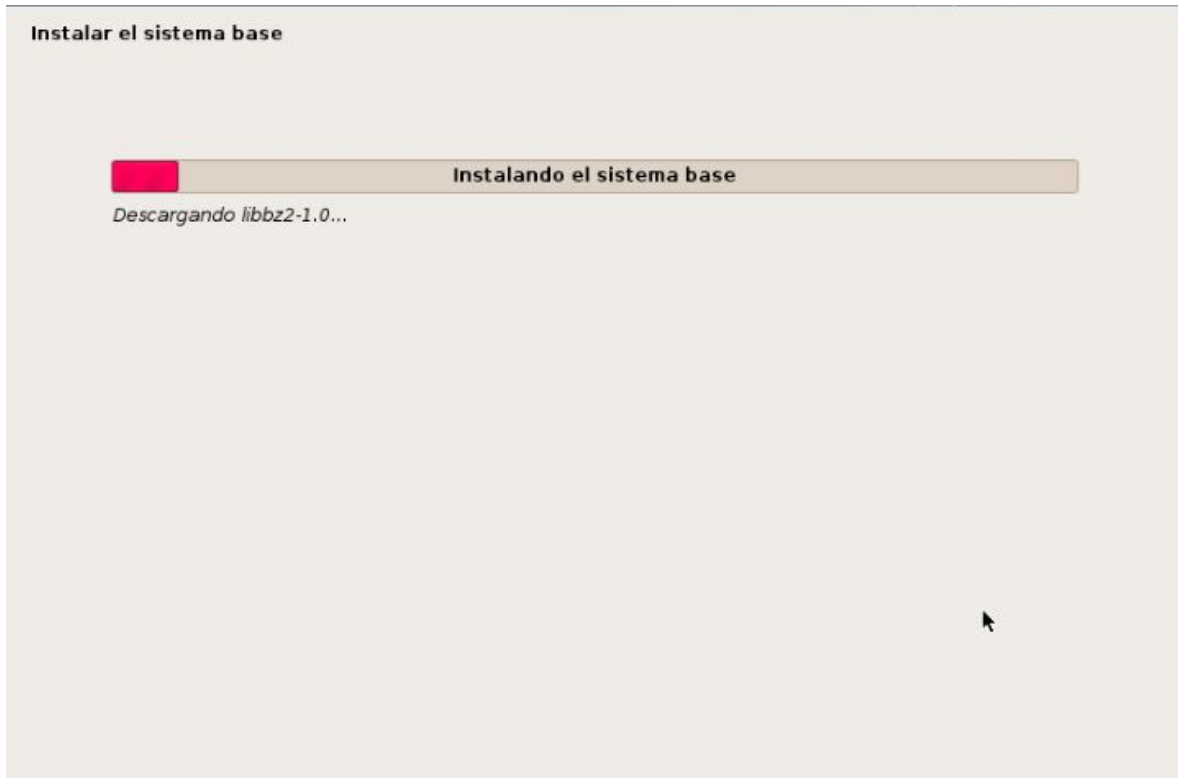 Instalar el sistema base
Instalando el sistema base
Descargando libbz2-1.0...